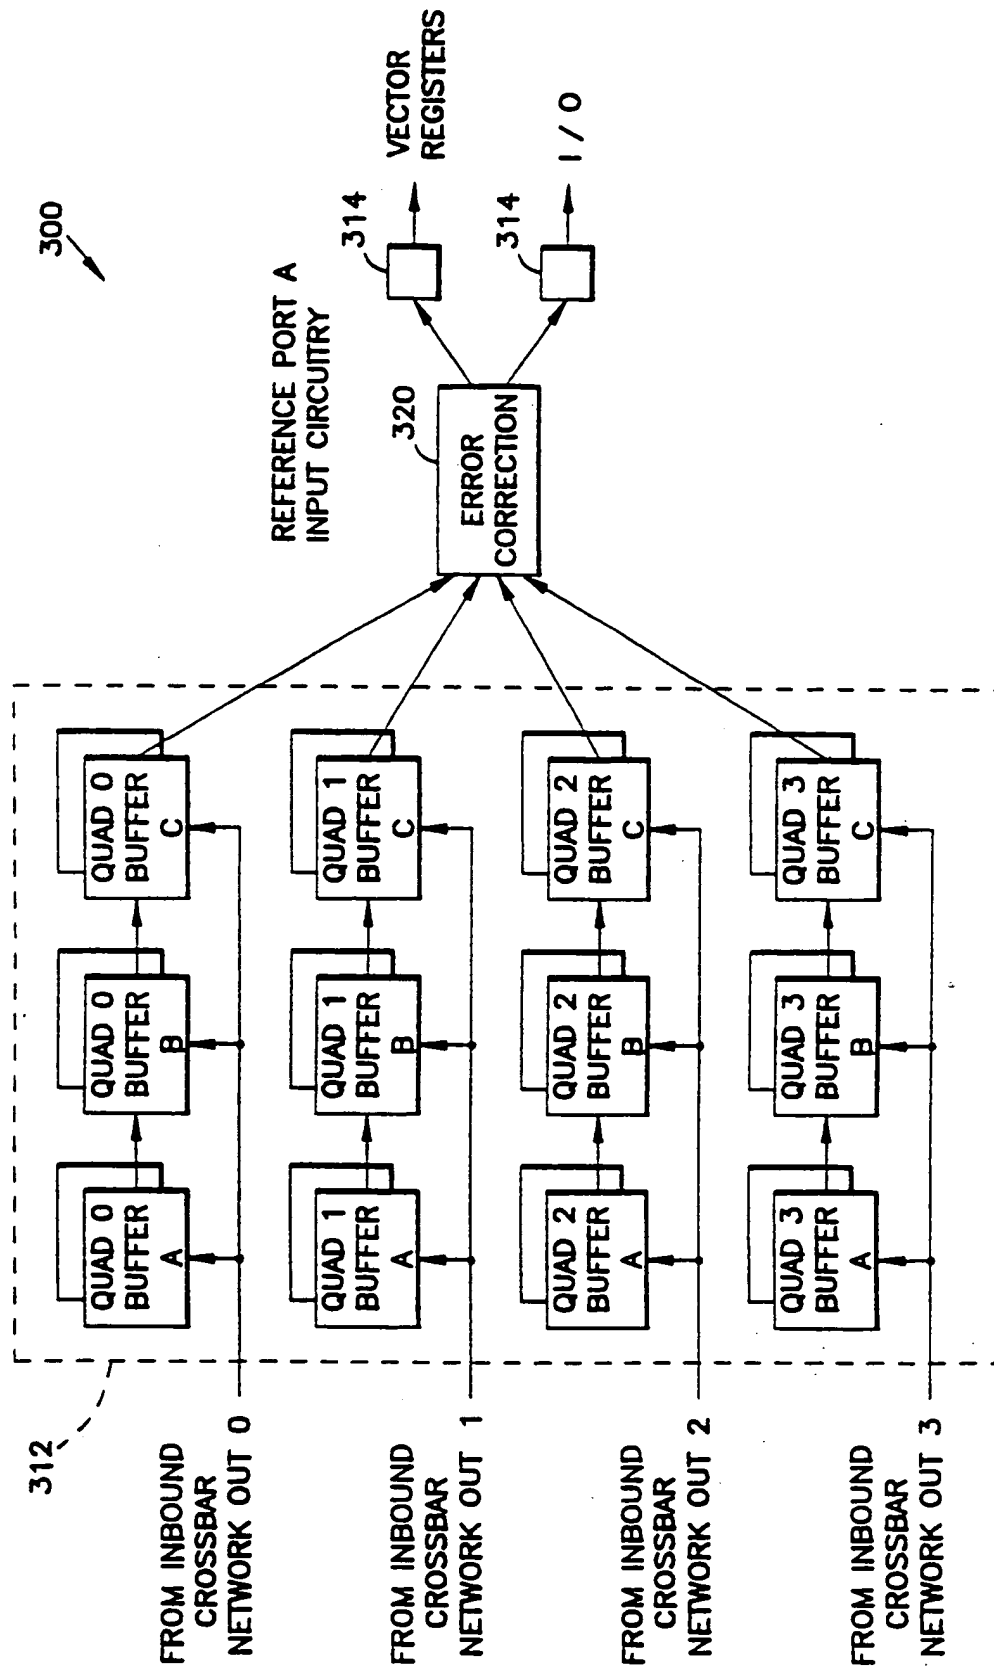 300
REFERENCE PORT A
INPUT CIRCUITRY
312
FROM INBOUND
CROSSBAR
NETWORK OUT 0
QUAD 0
BUFFER
A
QUAD 0
BUFFER
B
QUAD 0
BUFFER
C
FROM INBOUND
CROSSBAR
NETWORK OUT 1
QUAD 1
BUFFER
A
QUAD 1
BUFFER
B
QUAD 1
BUFFER
C
FROM INBOUND
CROSSBAR
NETWORK OUT 2
QUAD 2
BUFFER
A
QUAD 2
BUFFER
B
QUAD 2
BUFFER
C
FROM INBOUND
CROSSBAR
NETWORK OUT 3
QUAD 3
BUFFER
A
QUAD 3
BUFFER
B
QUAD 3
BUFFER
C
320
ERROR
CORRECTION
314
VECTOR
REGISTERS
314
I / O